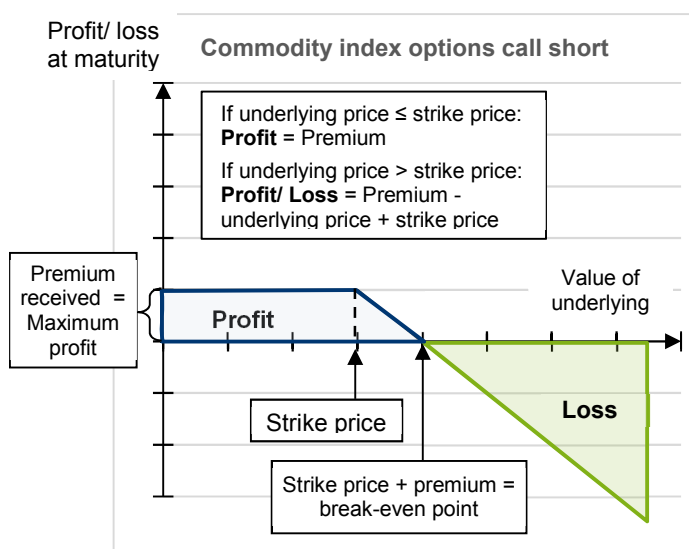 Profit/ loss
at maturity
Commodity index options call short
If underlying price ≤ strike price:
Profit = Premium
If underlying price > strike price:
Profit/ Loss = Premium -
underlying price + strike price
Premium
received =
Maximum
profit
Value of
underlying
Profit
Strike price
Loss
Strike price + premium =
break-even point